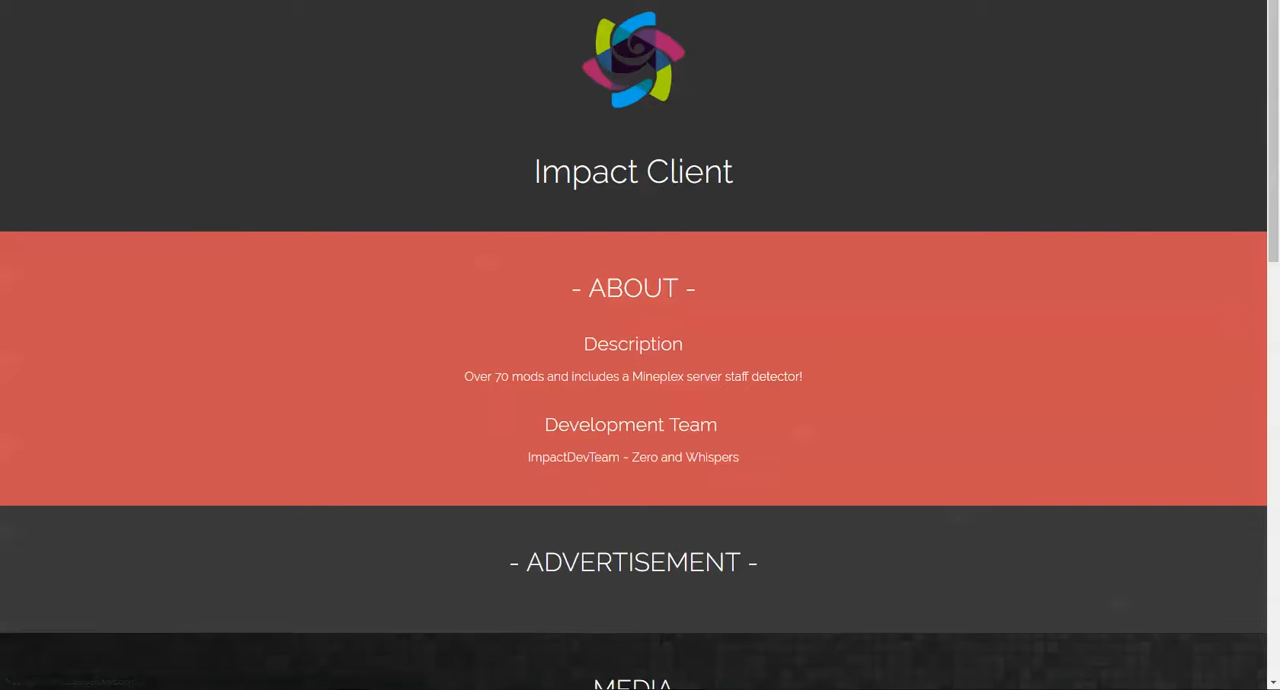 Impact Client
- ABOUT -
Description
Over 70 mods and includes a Mineplex server staff detector!
Development Team
ImpactDevTeam - Zero and Whispers
- ADVERTISEMENT -
MEDIA